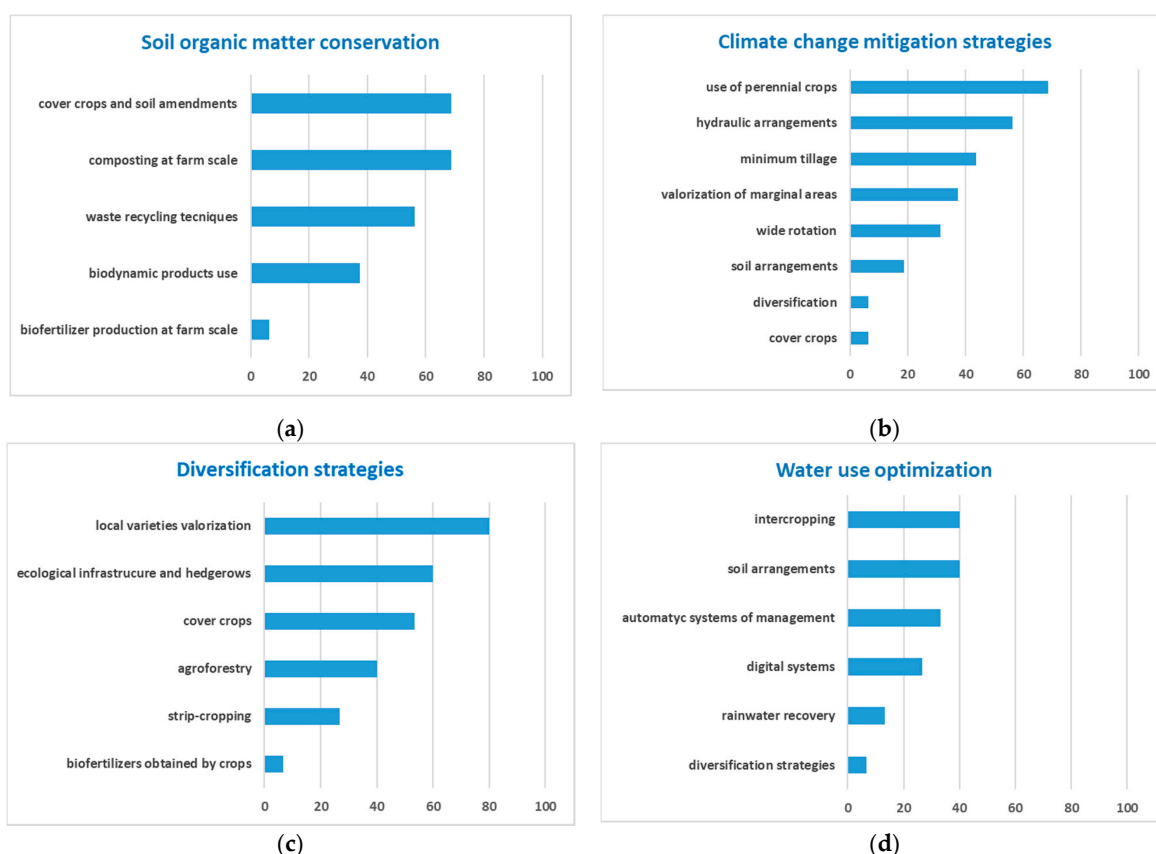 Soil organic matter conservation
cover crops and soil amendments
composting at farm scale
waste recycling tecniques
biodynamic products use
biofertilizer production at farm scale
0 20 40 60 80 100
(a)
Climate change mitigation strategies
use of perennial crops
hydraulic arrangements
minimum tillage
valorization of marginal areas
wide rotation
soil arrangements
diversification
cover crops
0 20 40 60 80 100
(b)
Diversification strategies
local varieties valorization
ecological infrastrucure and hedgerows
cover crops
agroforestry
strip-cropping
biofertilizers obtained by crops
0 20 40 60 80 100
(c)
Water use optimization
intercropping
soil arrangements
automatyc systems of management
digital systems
rainwater recovery
diversification strategies
0 20 40 60 80 100
(d)